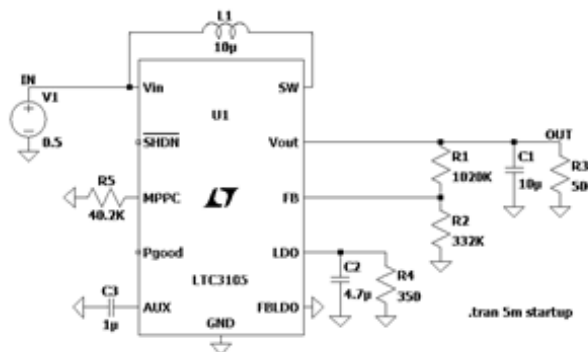 L1
10µ
IN
V1
0.5
Vin
SW
U1
SHDN
Vout
OUT
R1
1020K
C1
10µ
R3
50
R5
40.2K
MPPC
FB
R2
332K
Pgood
LDO
LTC3105
C2
4.7µ
R4
350
C3
1µ
AUX
FBLDO
GND
.tran 5m startup